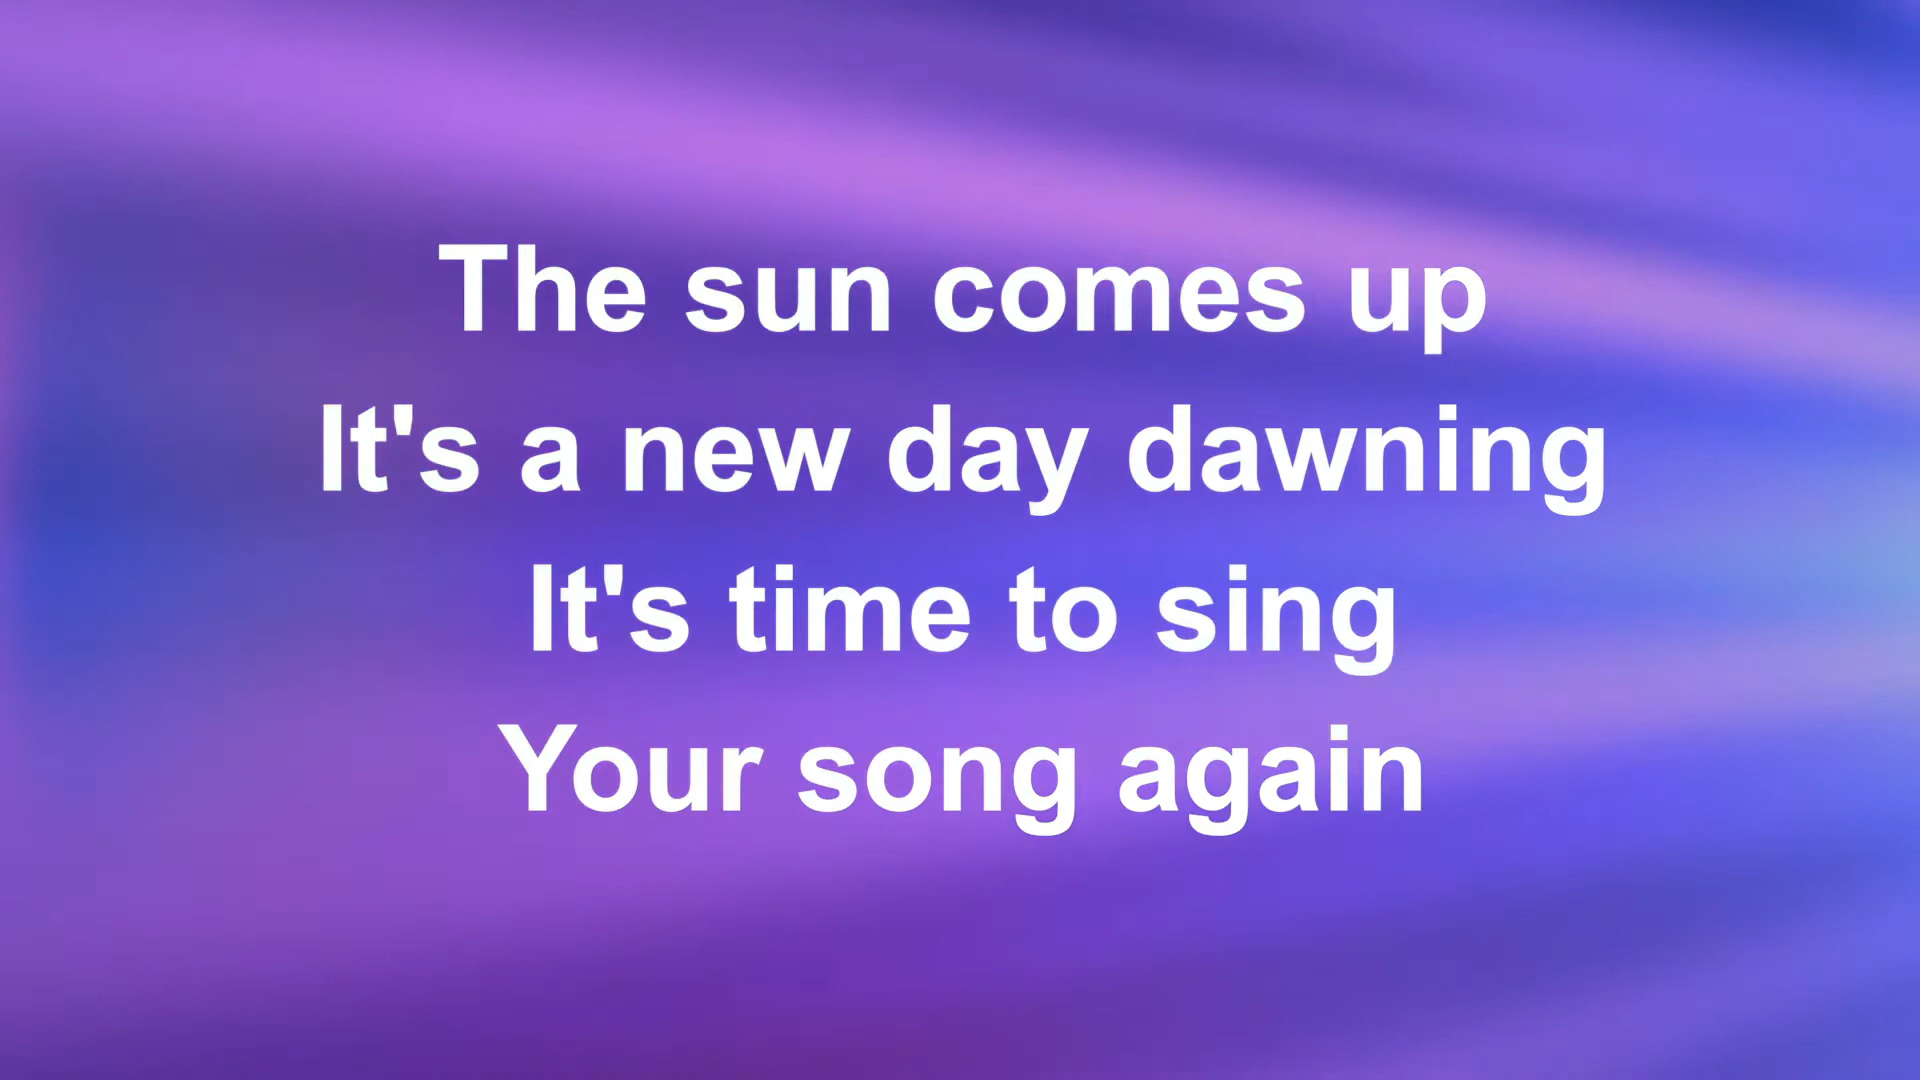 The sun comes up
It's a new day dawning
It's time to sing
Your song again